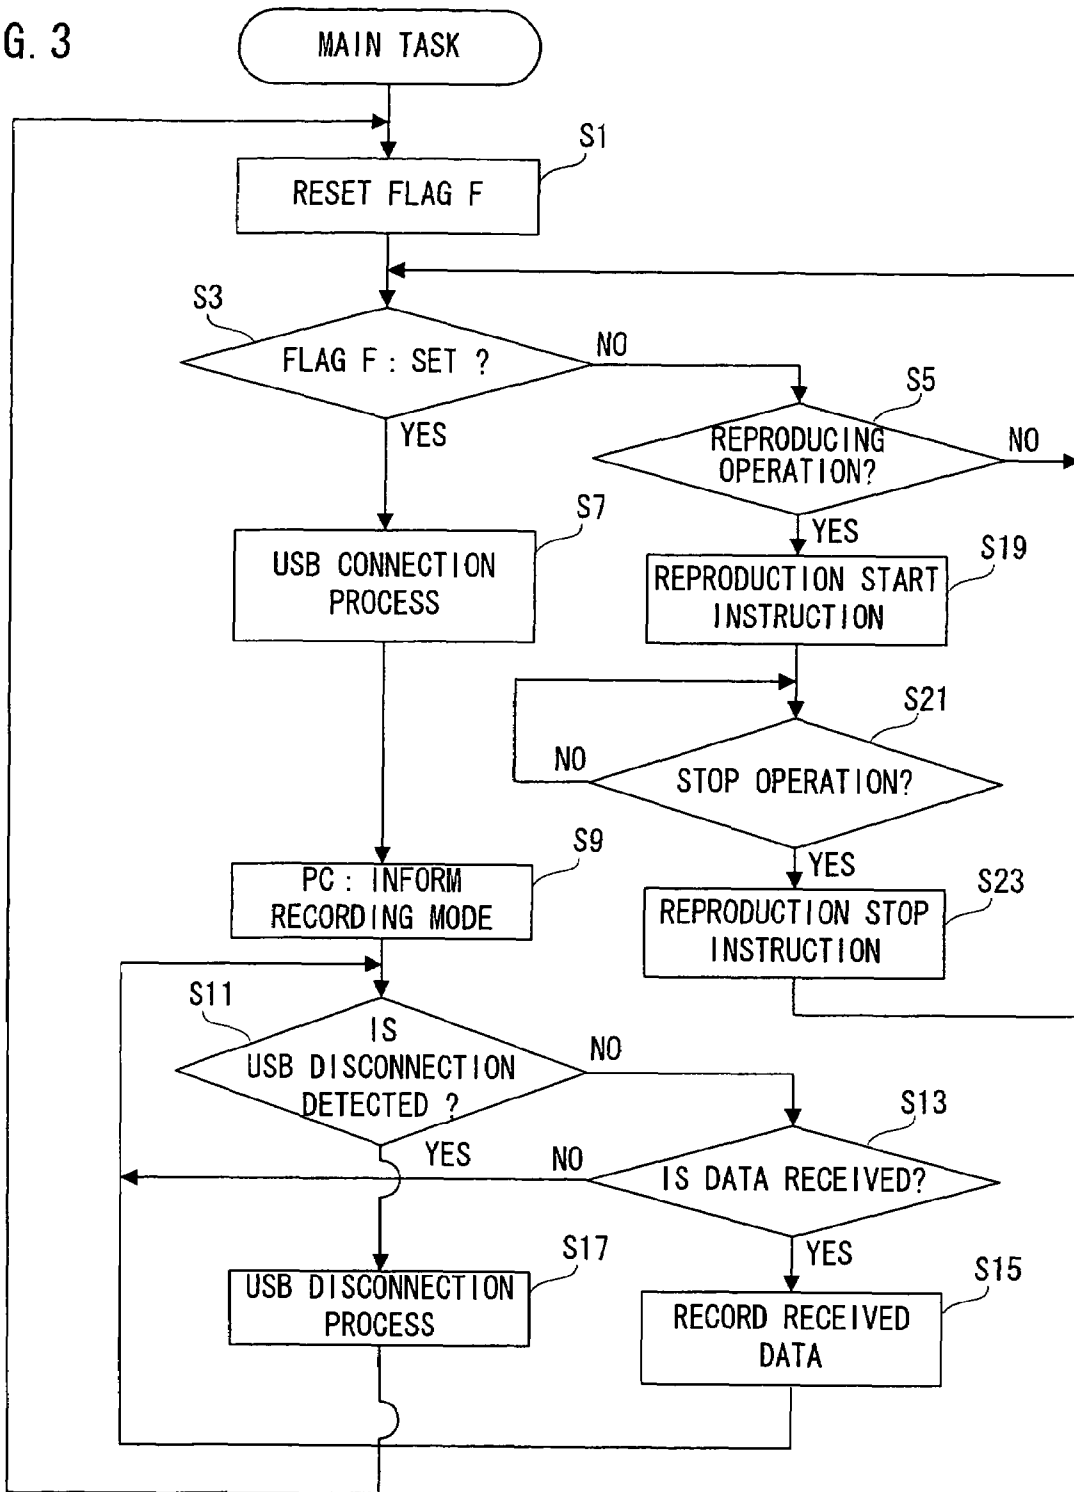 G. 3
MAIN TASK
S1
RESET FLAG F
S3
FLAG F : SET ?
NO
YES
S5
REPRODUCING
OPERATION?
NO
YES
S7
USB CONNECTION
PROCESS
S19
REPRODUCTION START
INSTRUCTION
S21
STOP OPERATION?
NO
YES
S9
PC : INFORM
RECORDING MODE
S23
REPRODUCTION STOP
INSTRUCTION
S11
IS
USB DISCONNECTION
DETECTED ?
NO
YES
S13
IS DATA RECEIVED?
NO
YES
S17
USB DISCONNECTION
PROCESS
S15
RECORD RECEIVED
DATA